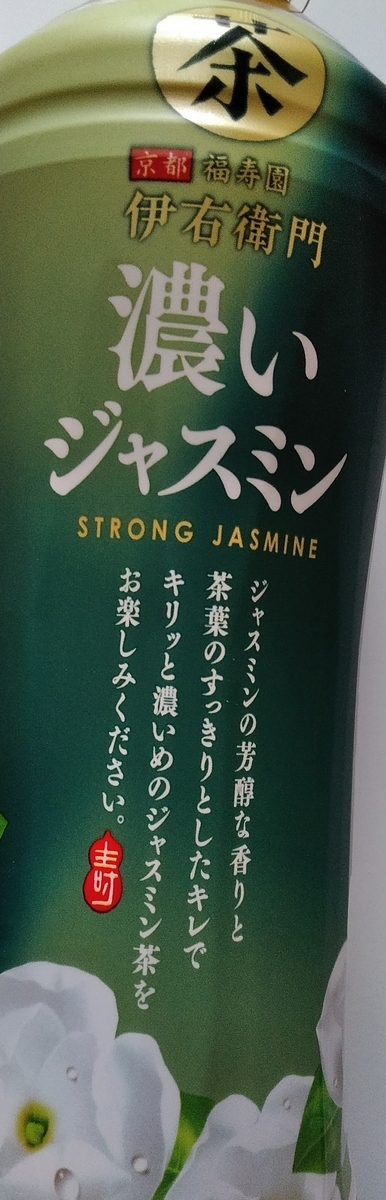 茶
京都 福寿園
伊右衛門
濃い
ジャスミン
STRONG JASMINE
ジャスミンの芳醇な香りと
茶葉のすっきりとしたキレで
キリッと濃いめのジャスミン茶を
お楽しみください。
寿